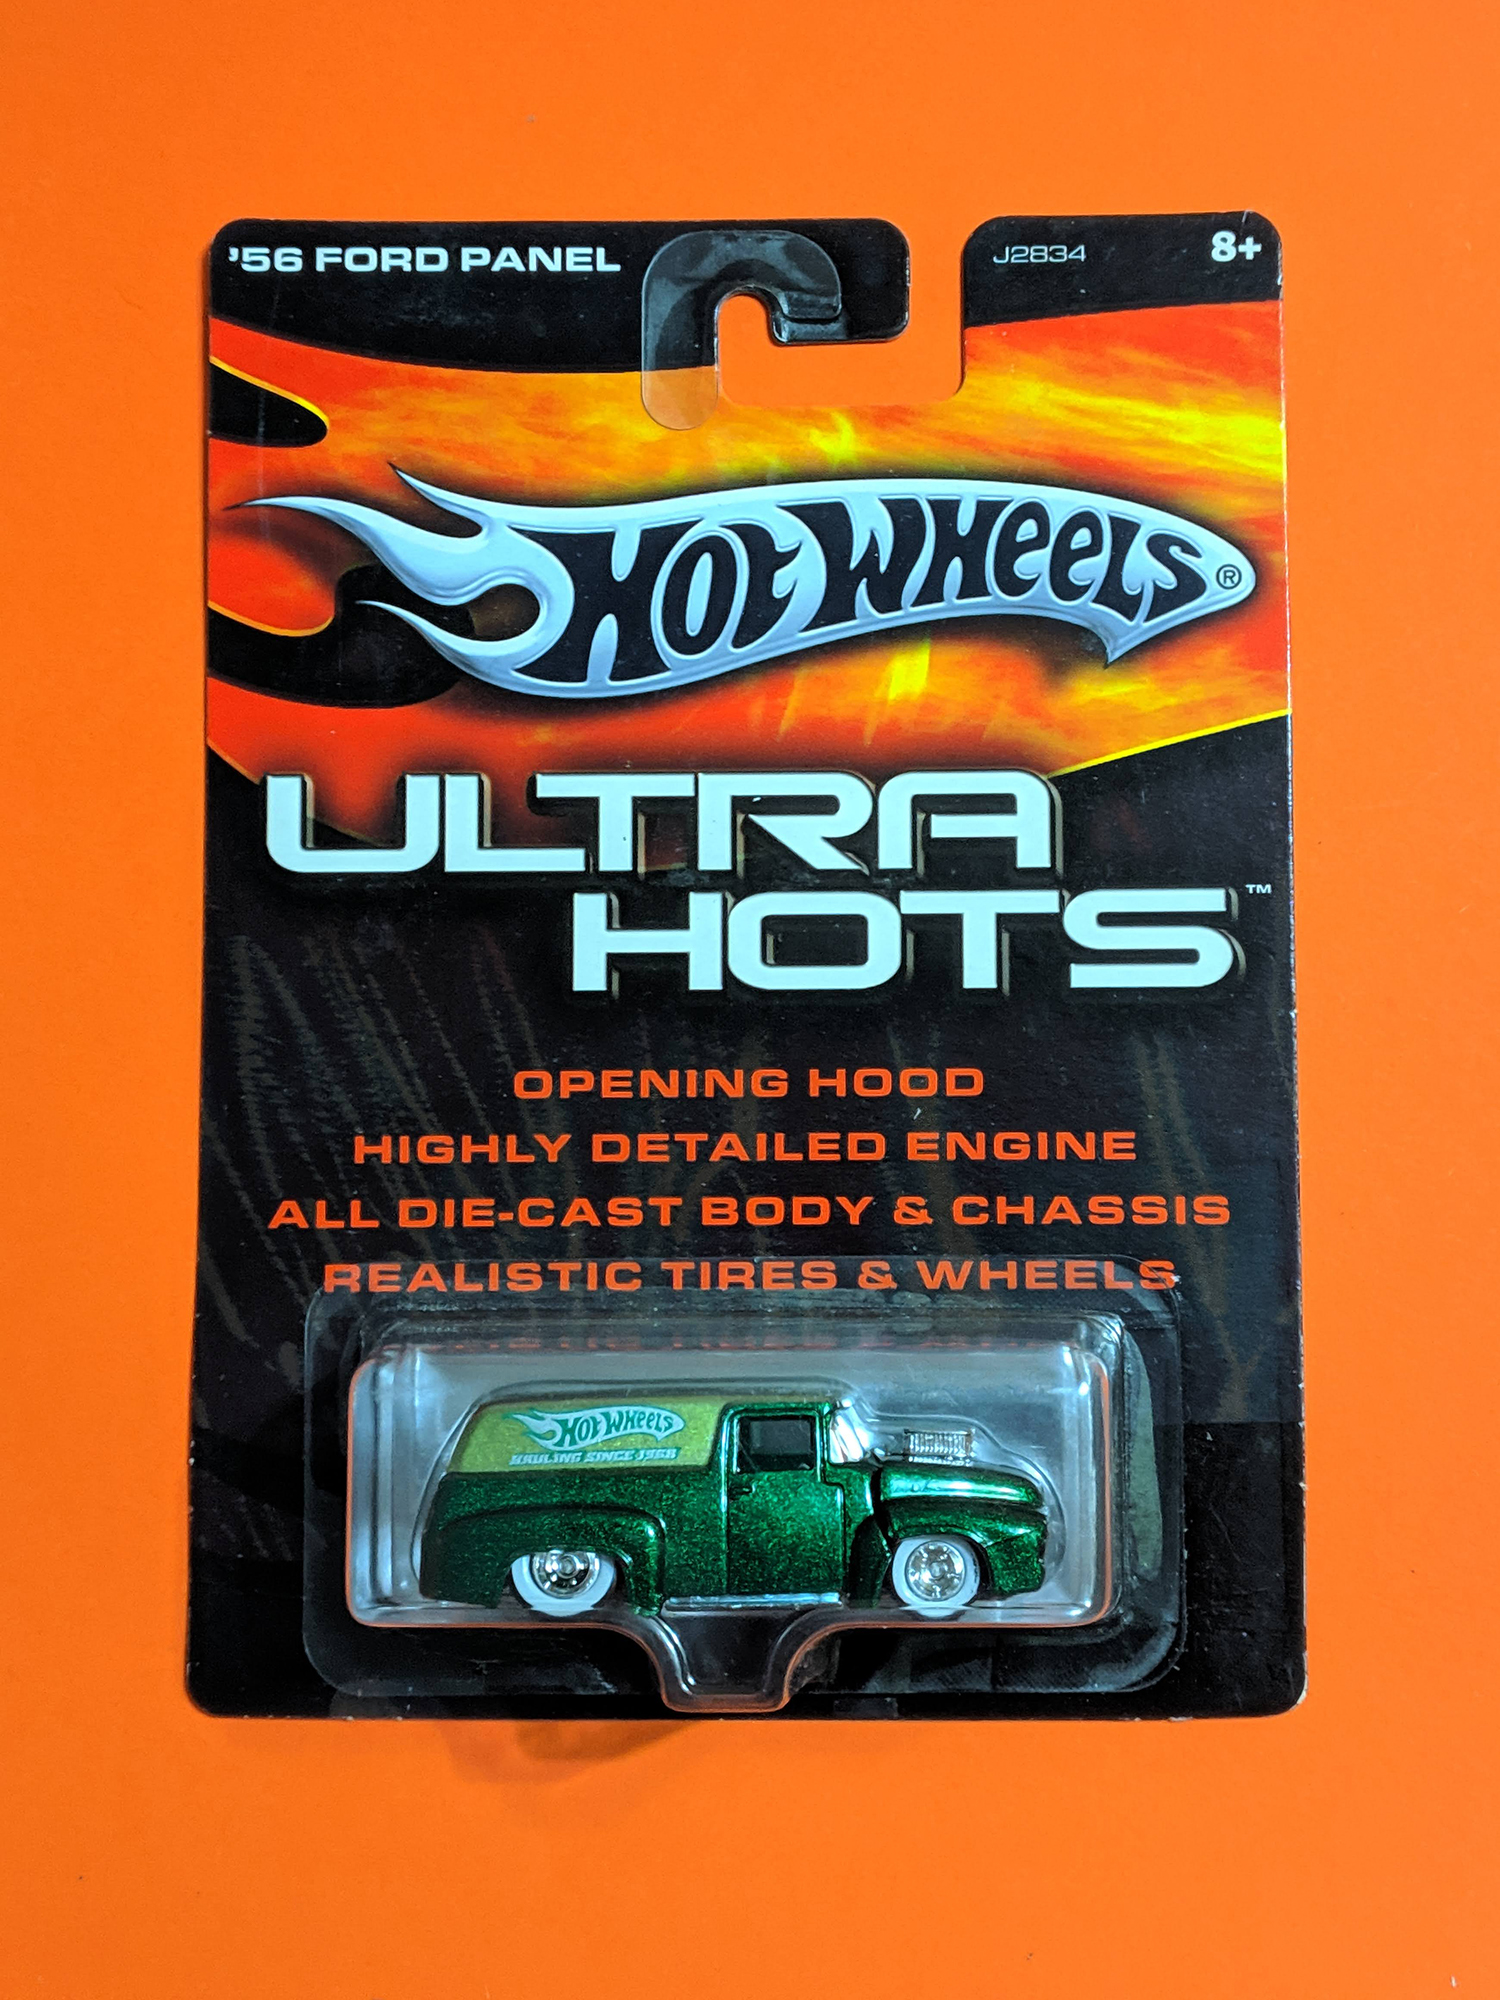 '56 FORD PANEL
J2834
8+
HOT WHEELS®
ULTRA
HOTS™
OPENING HOOD
HIGHLY DETAILED ENGINE
ALL DIE-CAST BODY & CHASSIS
REALISTIC TIRES & WHEELS
HOT WHEELS
HAULING SINCE 1968